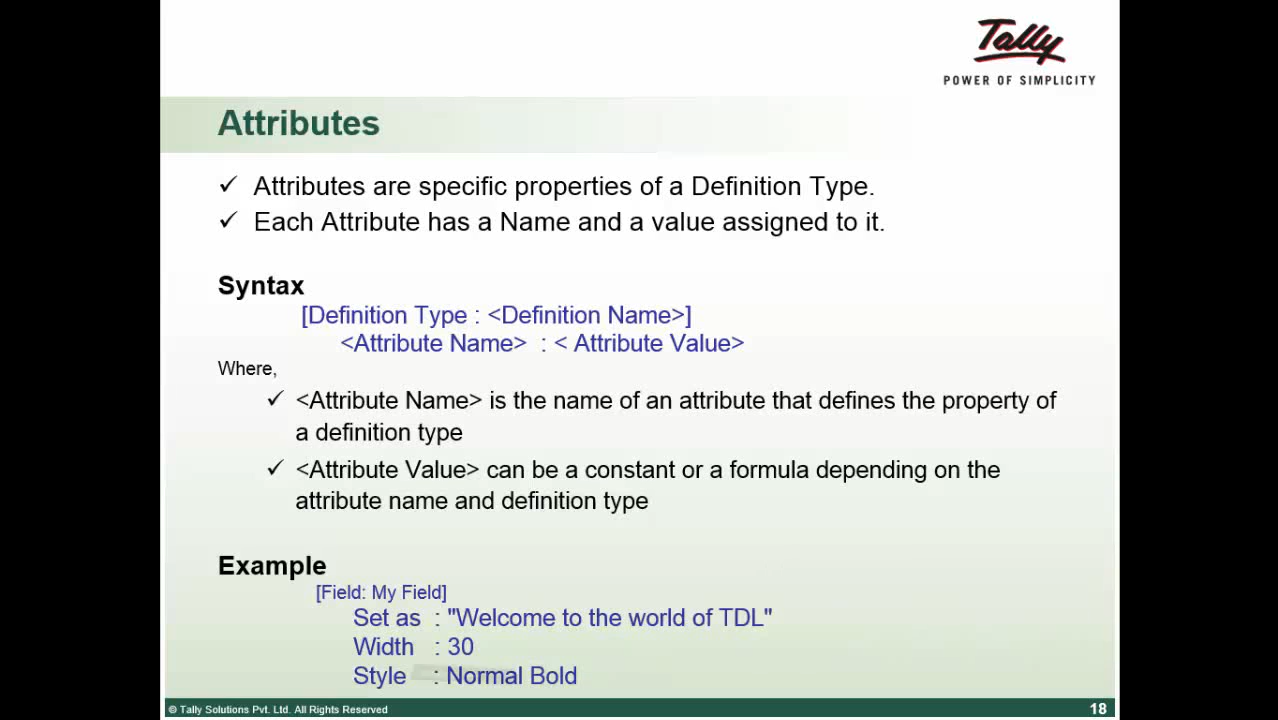 Tally
POWER OF SIMPLICITY
Attributes
✓ Attributes are specific properties of a Definition Type.
✓ Each Attribute has a Name and a value assigned to it.
Syntax
[Definition Type : <Definition Name>]
<Attribute Name> : < Attribute Value>
Where,
✓ <Attribute Name> is the name of an attribute that defines the property of
a definition type
✓ <Attribute Value> can be a constant or a formula depending on the
attribute name and definition type
Example
[Field: My Field]
Set as : "Welcome to the world of TDL"
Width : 30
Style : Normal Bold
© Tally Solutions Pvt. Ltd. All Rights Reserved
18